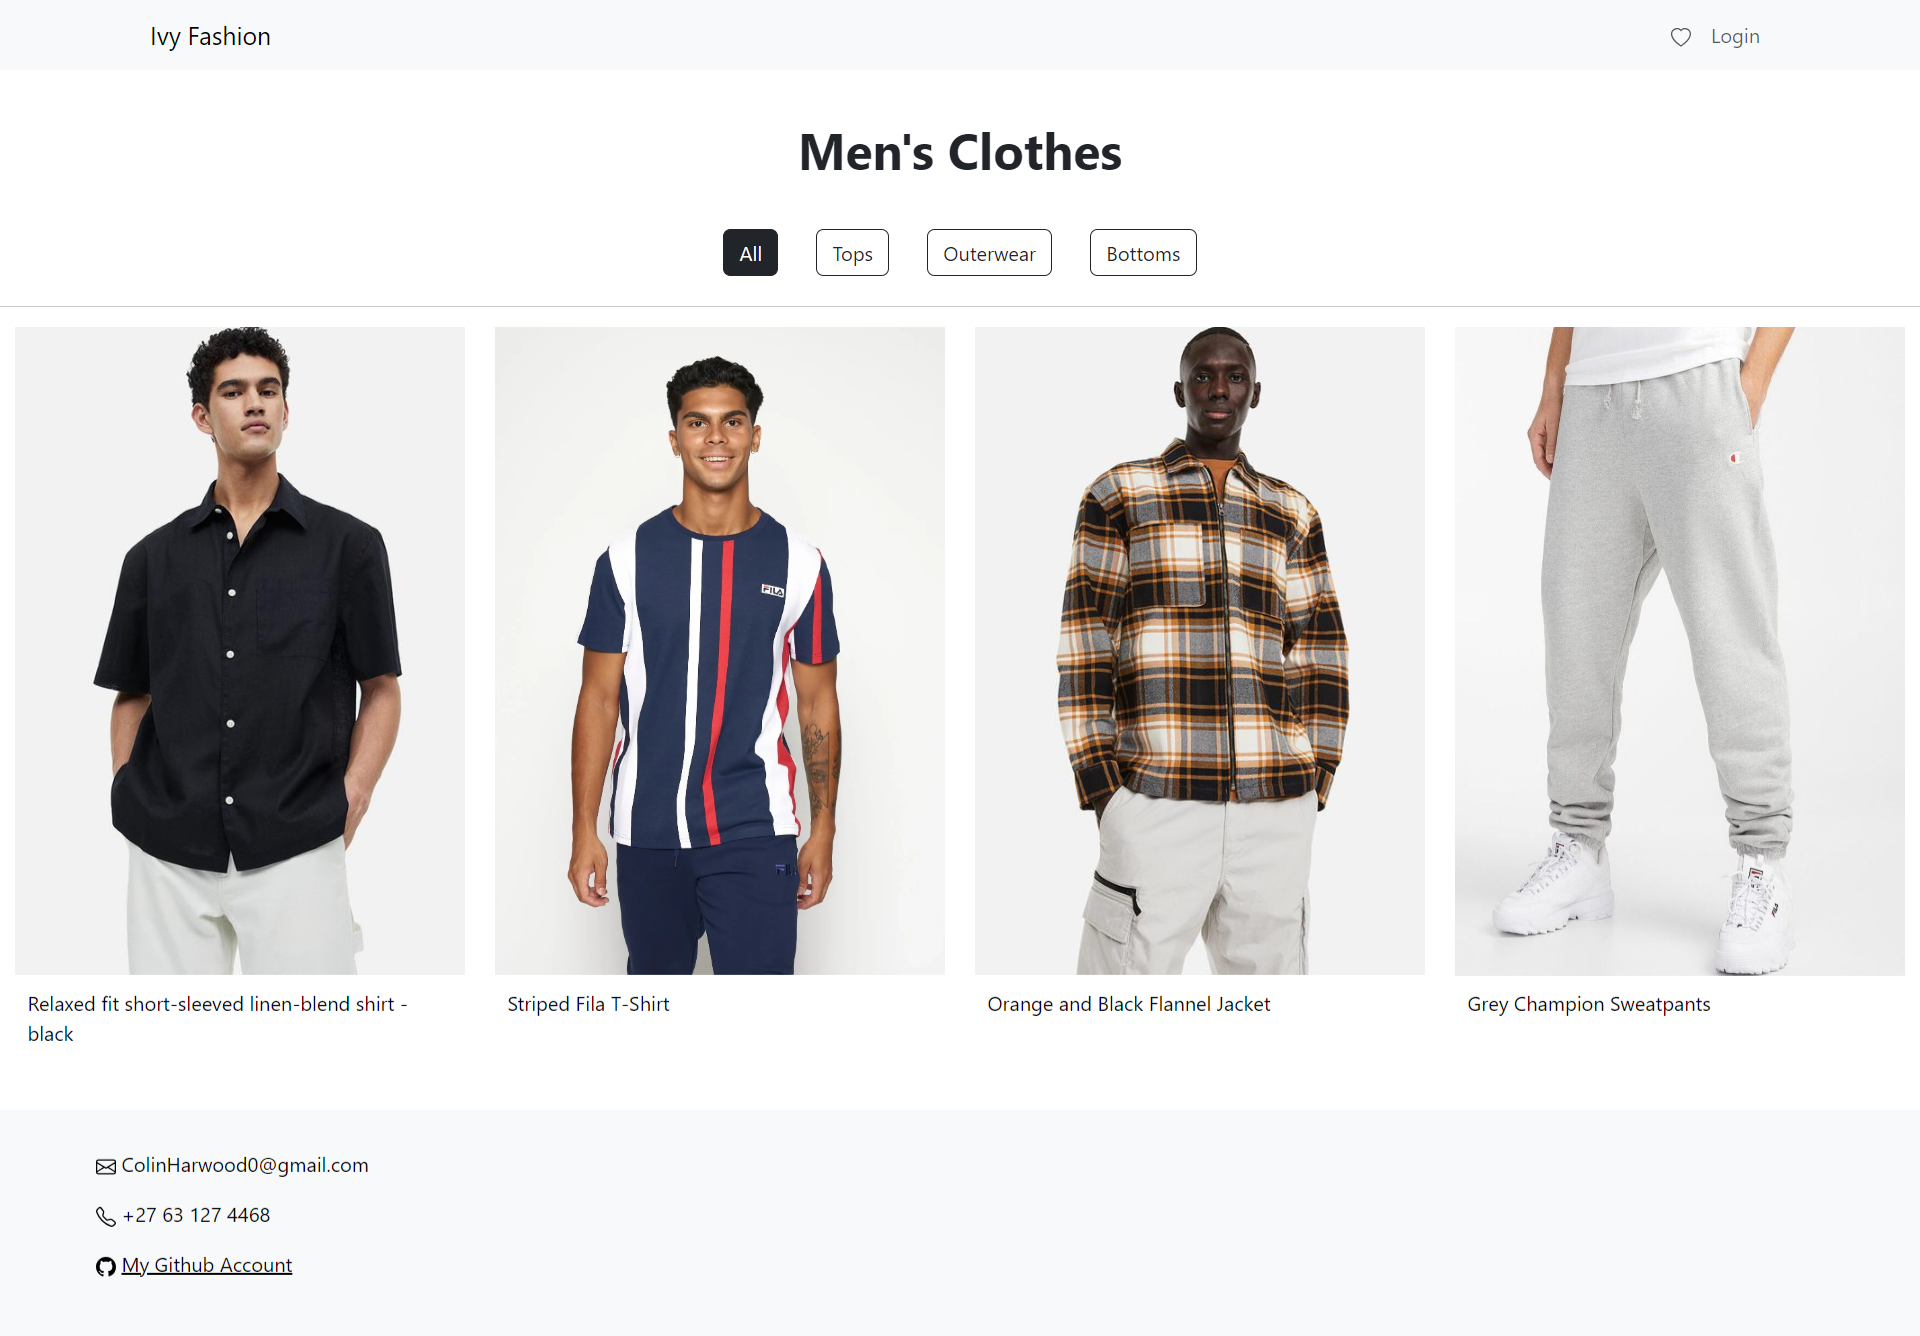 Ivy Fashion
Login
Men's Clothes
All
Tops
Outerwear
Bottoms
FILA
FILA
Relaxed fit short-sleeved linen-blend shirt -
black
Striped Fila T-Shirt
Orange and Black Flannel Jacket
Grey Champion Sweatpants
ColinHarwood0@gmail.com
+27 63 127 4468
My Github Account